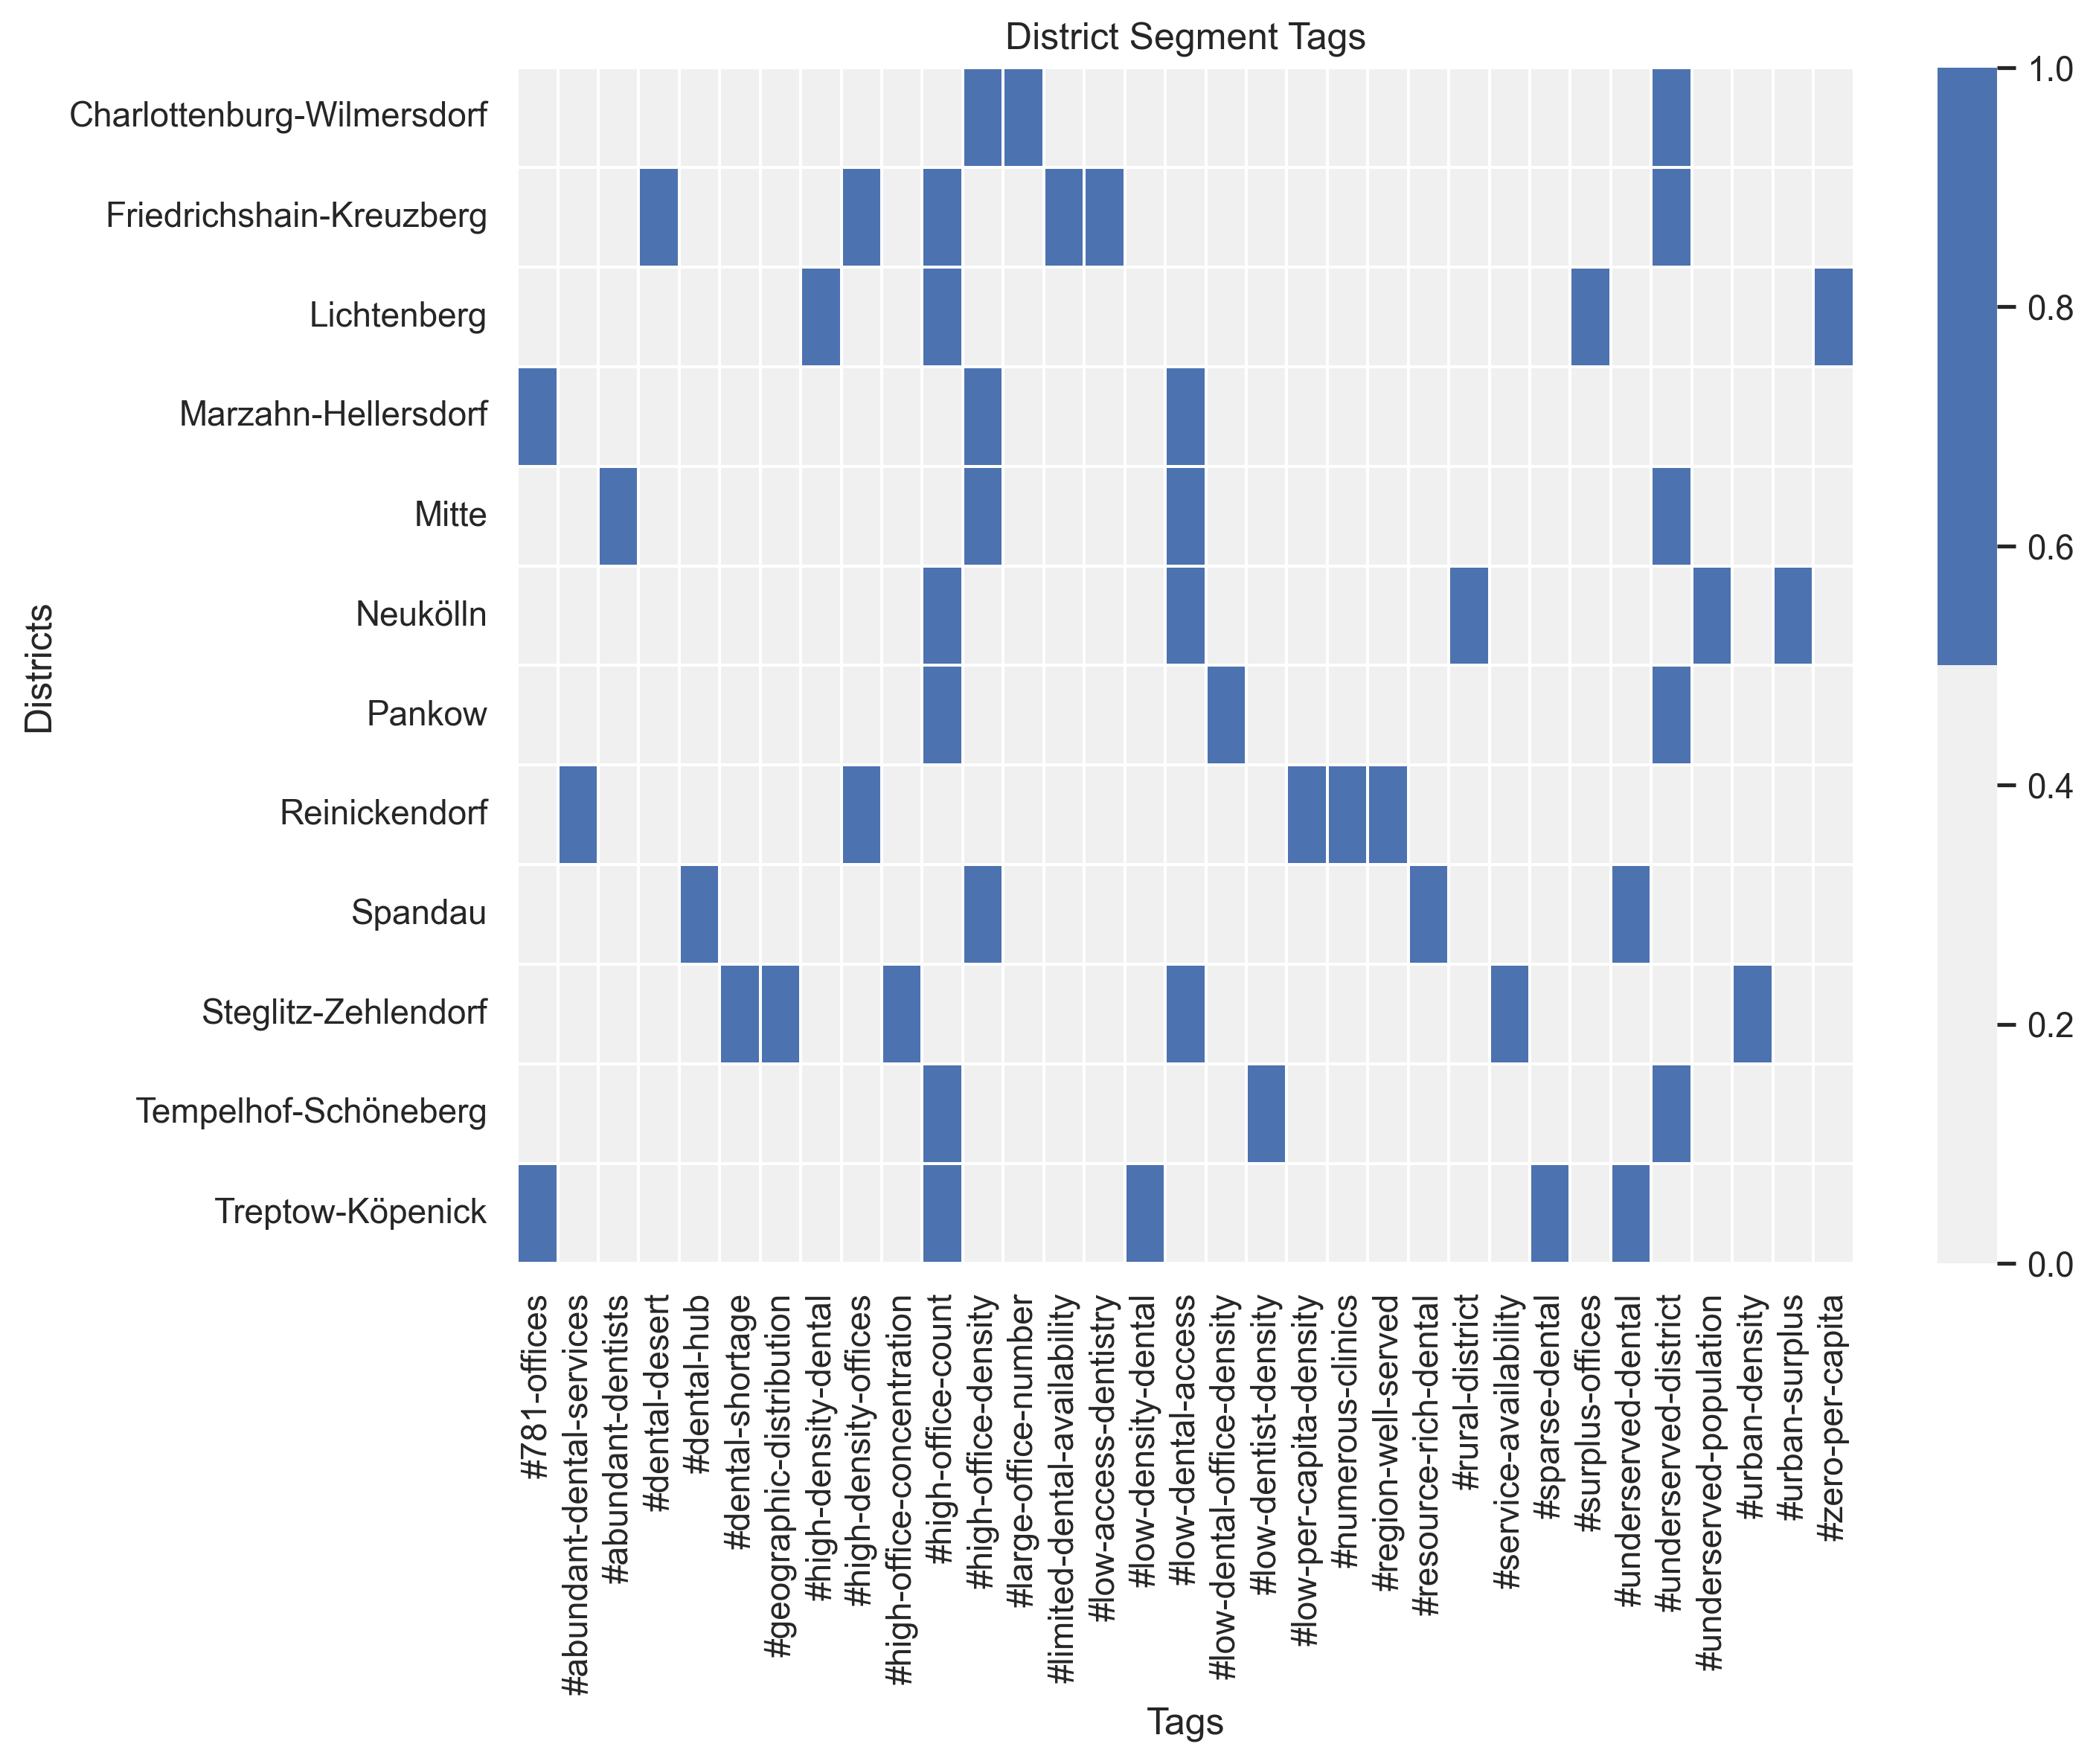 District Segment Tags
Charlottenburg-Wilmersdorf
Friedrichshain-Kreuzberg
Lichtenberg
Marzahn-Hellersdorf
Mitte
Neukölln
Pankow
Reinickendorf
Spandau
Steglitz-Zehlendorf
Tempelhof-Schöneberg
Treptow-Köpenick
Districts
#781-offices
#abundant-dental-services
#abundant-dentists
#dental-desert
#dental-hub
#dental-shortage
#geographic-distribution
#high-density-dental
#high-density-offices
#high-office-concentration
#high-office-count
#high-office-density
#large-office-number
#limited-dental-availability
#low-access-dentistry
#low-density-dental
#low-dental-access
#low-dental-office-density
#low-dentist-density
#low-per-capita-density
#numerous-clinics
#region-well-served
#resource-rich-dental
#rural-district
#service-availability
#sparse-dental
#surplus-offices
#underserved-dental
#underserved-district
#underserved-population
#urban-density
#urban-surplus
#zero-per-capita
Tags
1.0
0.8
0.6
0.4
0.2
0.0